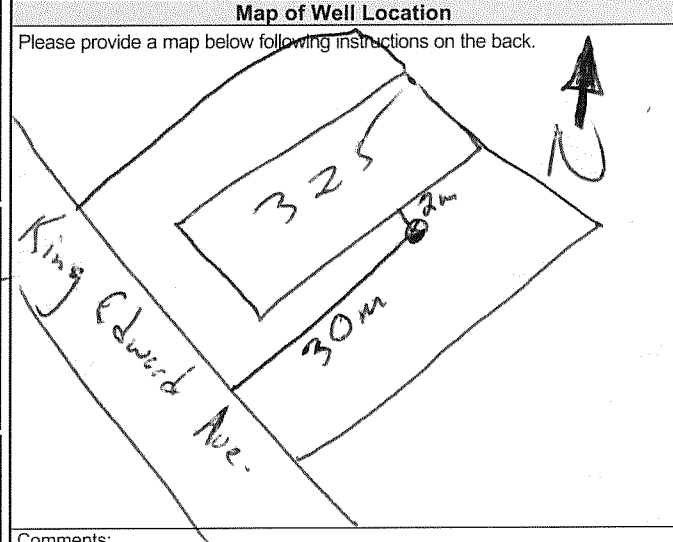 Map of Well Location
Please provide a map below following instructions on the back.
N
325
2m
30m
King Edward Ave.
Comments: